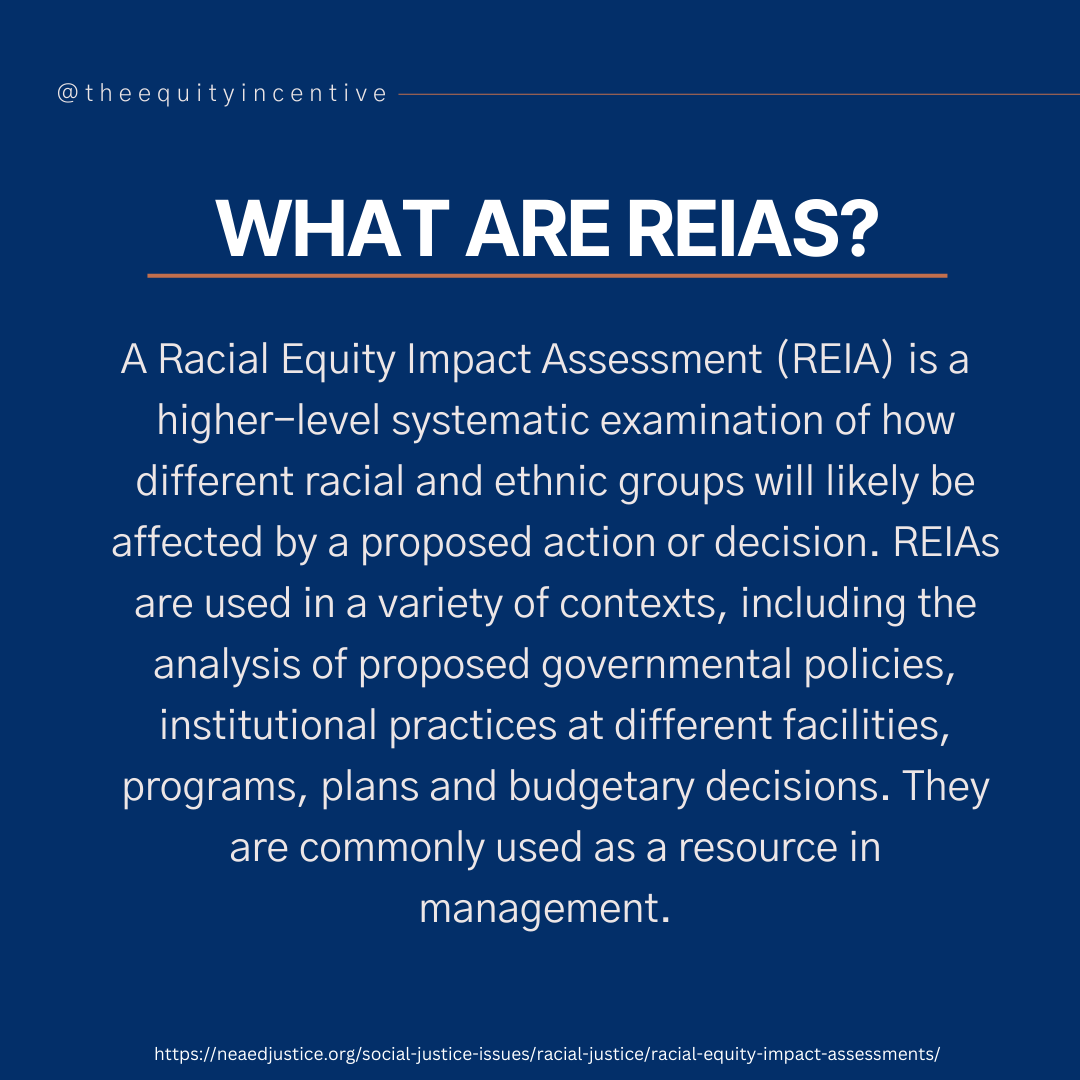 @theequityincentive
WHAT ARE REIAS?
A Racial Equity Impact Assessment (REIA) is a
higher-level systematic examination of how
different racial and ethnic groups will likely be
affected by a proposed action or decision. REIAs
are used in a variety of contexts, including the
analysis of proposed governmental policies,
institutional practices at different facilities,
programs, plans and budgetary decisions. They
are commonly used as a resource in
management.
https://neaedjustice.org/social-justice-issues/racial-justice/racial-equity-impact-assessments/